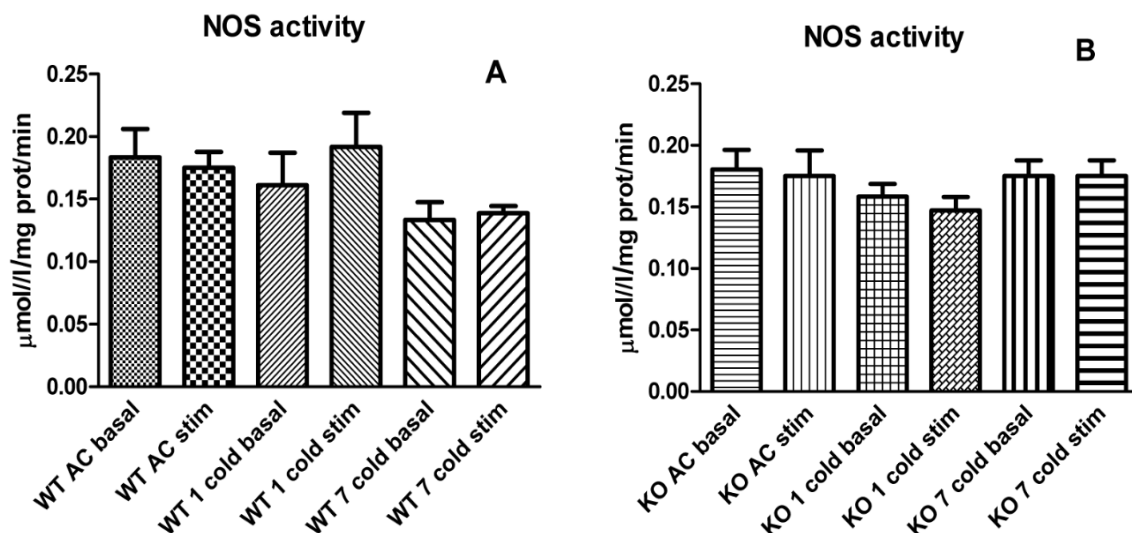 NOS activity
A
μmol//l/mg prot/min
0.25
0.20
0.15
0.10
0.05
0.00
WT AC basal
WT AC stim
WT 1 cold basal
WT 1 cold stim
WT 7 cold basal
WT 7 cold stim
NOS activity
B
μmol//l/mg prot/min
0.25
0.20
0.15
0.10
0.05
0.00
KO AC basal
KO AC stim
KO 1 cold basal
KO 1 cold stim
KO 7 cold basal
KO 7 cold stim